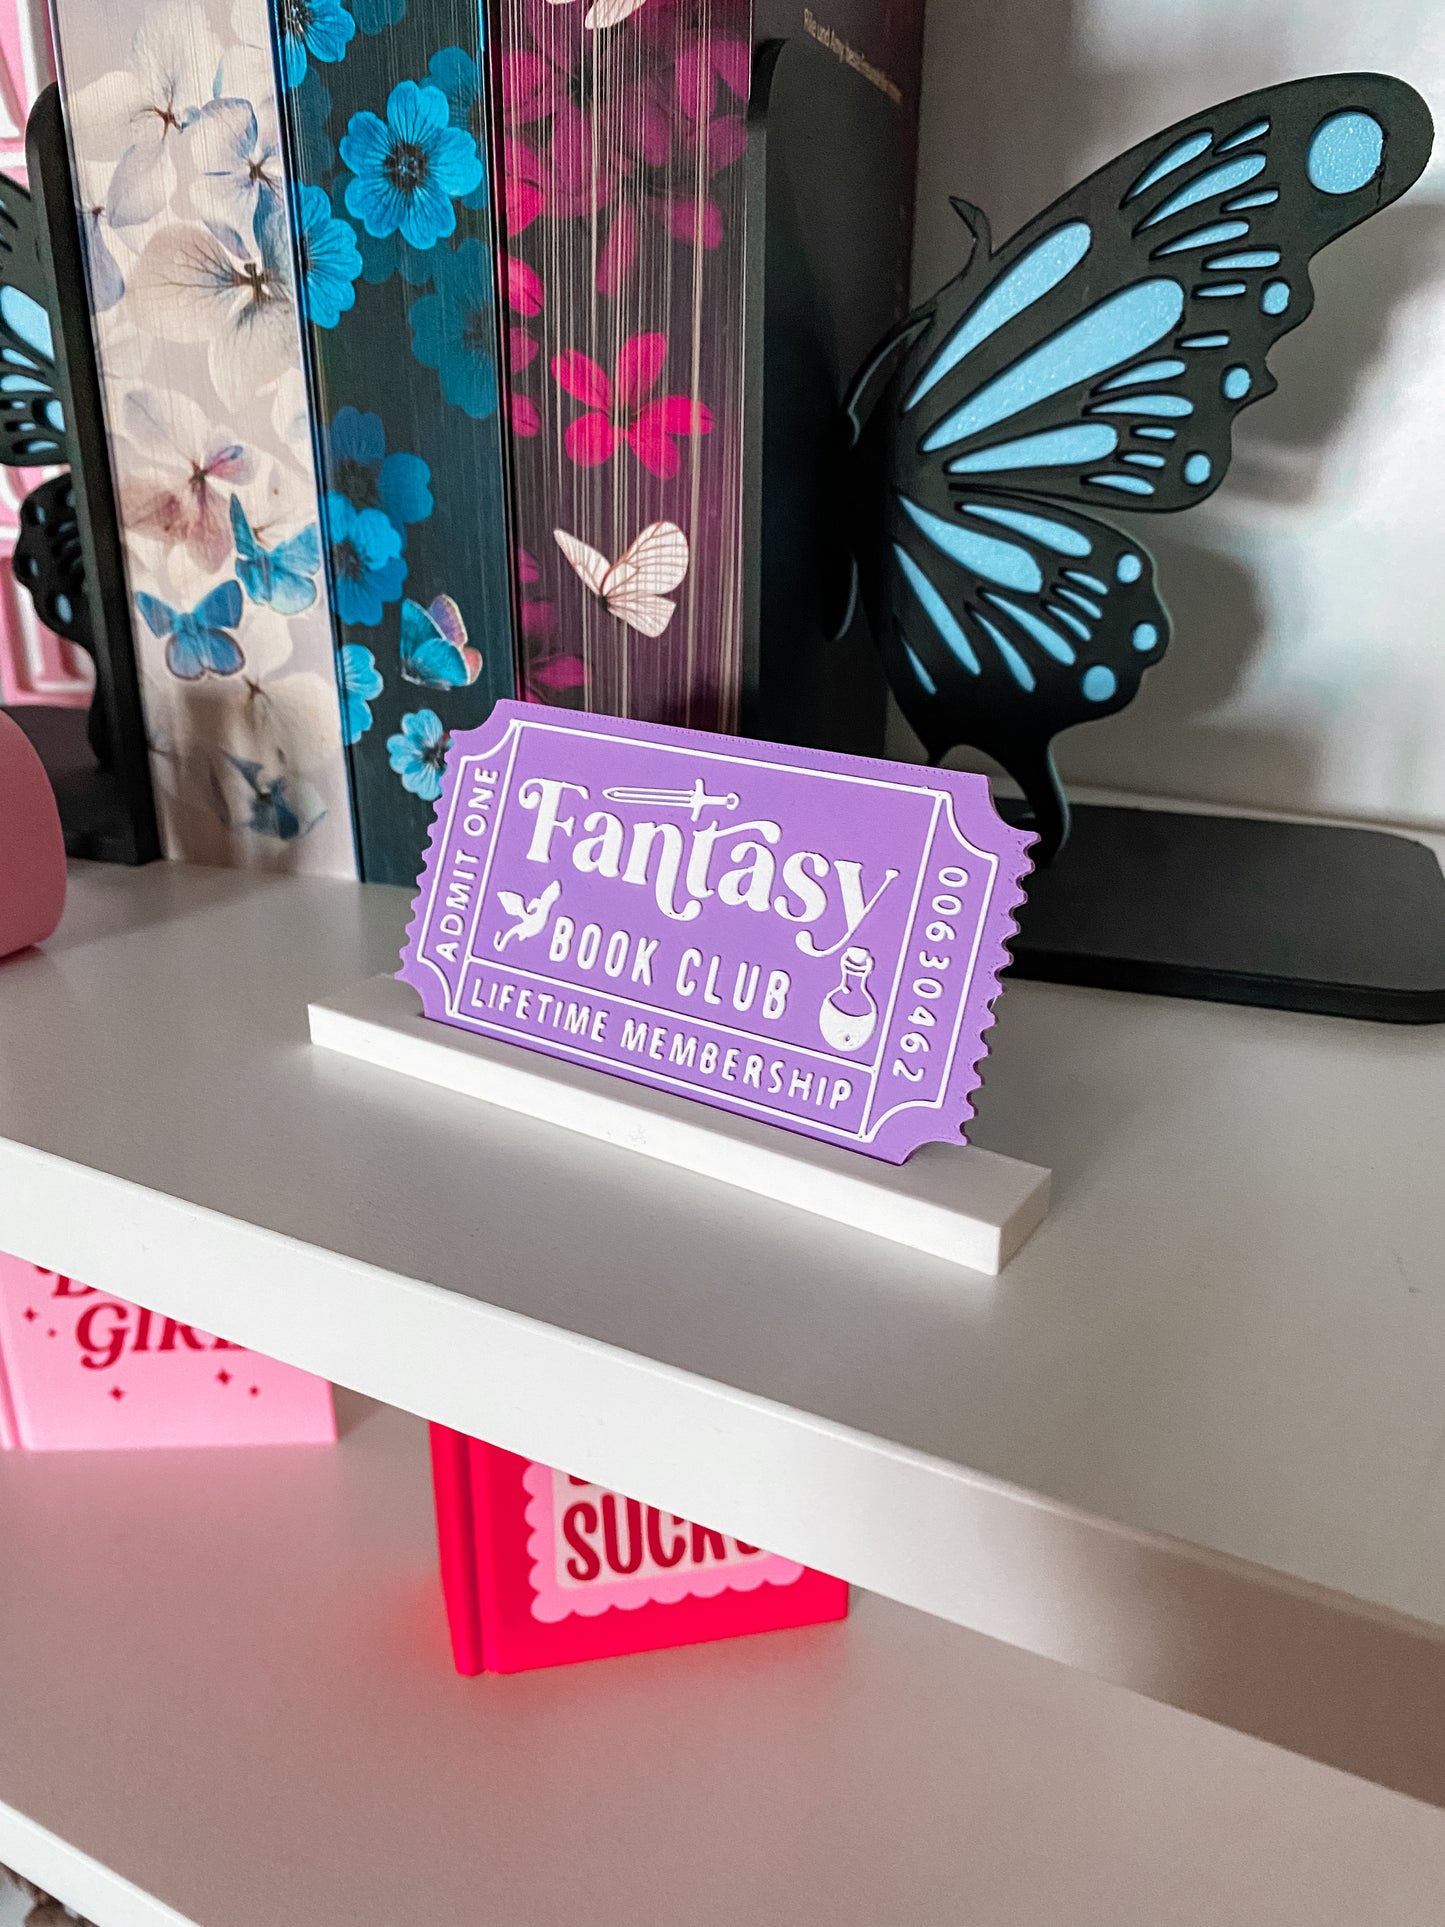 ADMIT ONE
Fantasy
BOOK CLUB
LIFETIME MEMBERSHIP
00630462